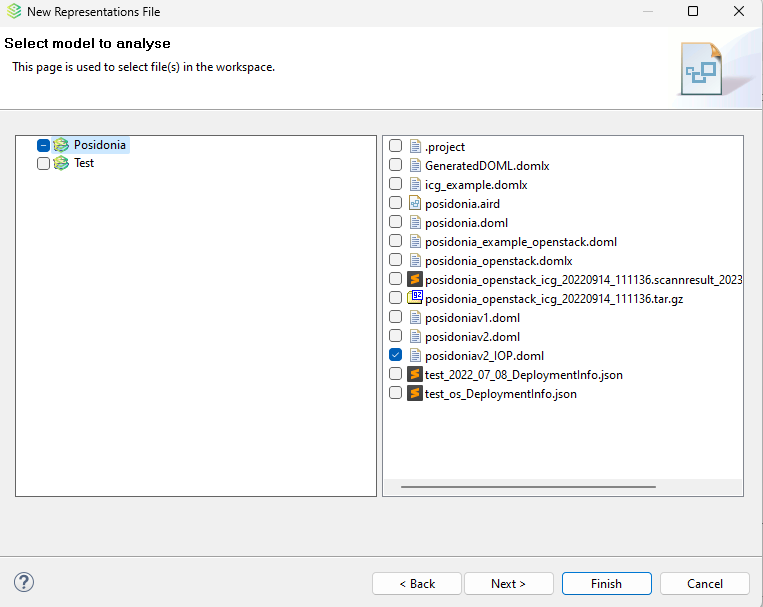 New Representations File
Select model to analyse
This page is used to select file(s) in the workspace.
Posidonia
Test
.project
GeneratedDOML.domlx
icg_example.domlx
posidonia.aird
posidonia.doml
posidonia_example_openstack.doml
posidonia_openstack.domlx
posidonia_openstack_icg_20220914_111136.scannresult_2023
posidonia_openstack_icg_20220914_111136.tar.gz
posidoniav1.doml
posidoniav2.doml
posidoniav2_IOP.doml
test_2022_07_08_DeploymentInfo.json
test_os_DeploymentInfo.json
?
< Back
Next >
Finish
Cancel